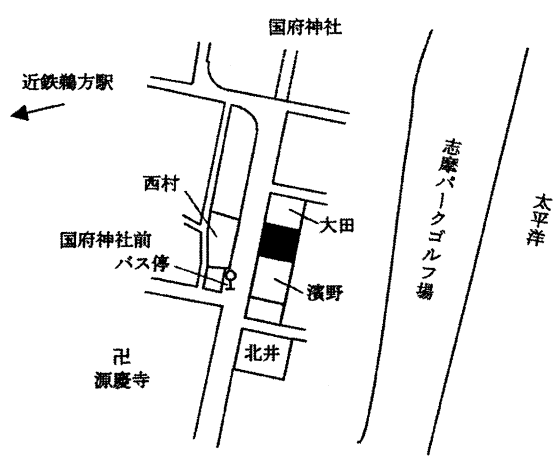 国府神社
近鉄鵜方駅
西村
大田
国府神社前
バス停
濱野
北井
卍
源慶寺
志摩パークゴルフ場
太平洋